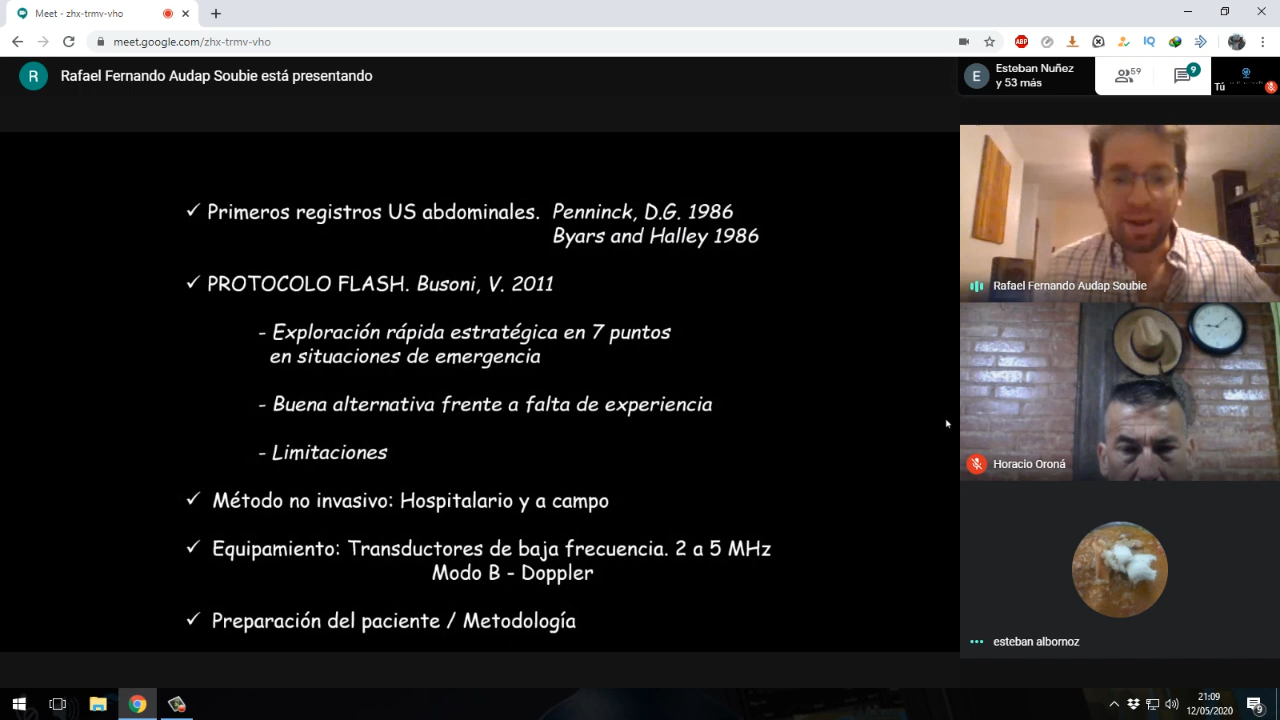 Meet - zhx-trmv-vho
meet.google.com/zhx-trmv-vho
ABP
IQ
R
Rafael Fernando Audap Soubie está presentando
E
Esteban Nuñez
y 53 más
59
9
Tú
✓ Primeros registros US abdominales. Penninck, D.G. 1986
Byars and Halley 1986
✓ PROTOCOLO FLASH. Busoni, V. 2011
- Exploración rápida estratégica en 7 puntos
en situaciones de emergencia
- Buena alternativa frente a falta de experiencia
- Limitaciones
✓ Método no invasivo: Hospitalario y a campo
✓ Equipamiento: Transductores de baja frecuencia. 2 a 5 MHz
Modo B - Doppler
✓ Preparación del paciente / Metodología
Rafael Fernando Audap Soubie
Horacio Oroná
esteban albornoz
21:09
12/05/2020
9